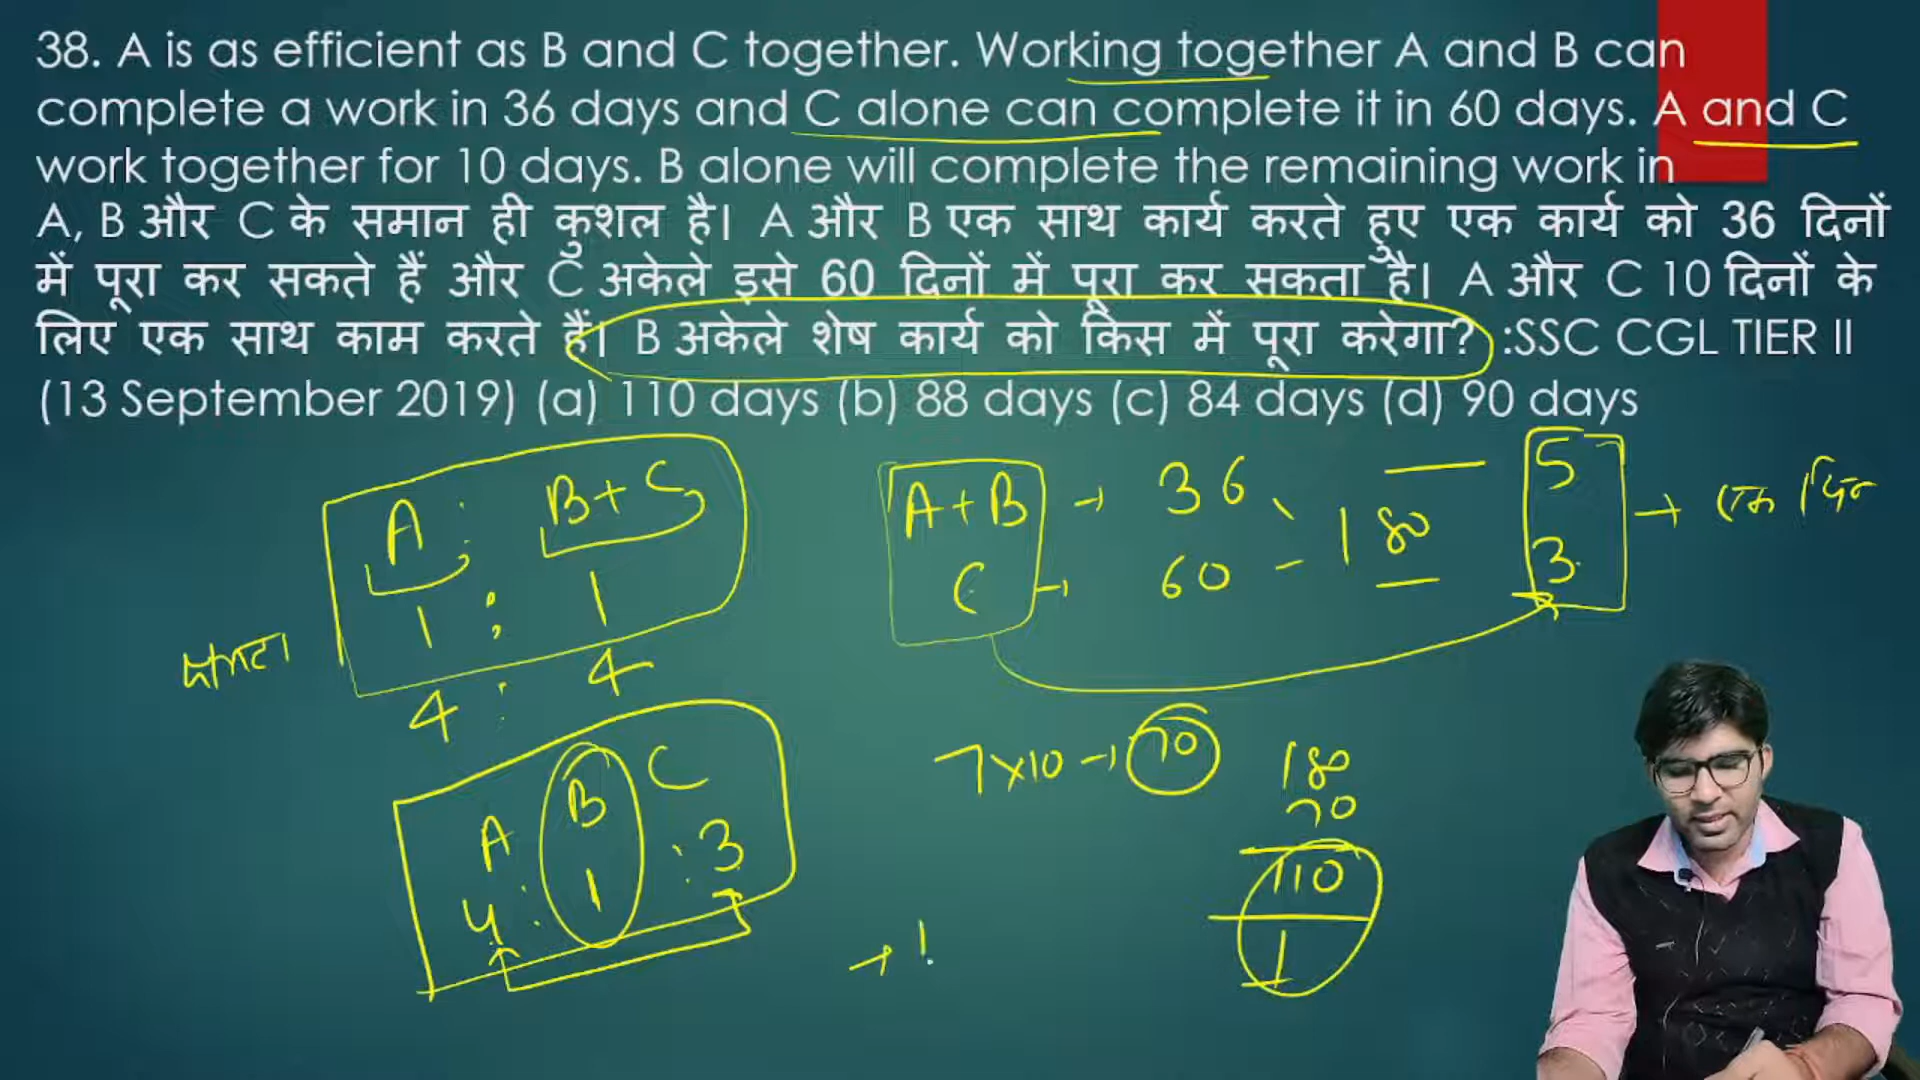 38. A is as efficient as B and C together. Working together A and B can
complete a work in 36 days and C alone can complete it in 60 days. A and C
work together for 10 days. B alone will complete the remaining work in
A, B और C के समान ही कुशल है। A और B एक साथ कार्य करते हुए एक कार्य को 36 दिनों
में पूरा कर सकते हैं और C अकेले इसे 60 दिनों में पूरा कर सकता है। A और C 10 दिनों के
लिए एक साथ काम करते हैं। B अकेले शेष कार्य को किस में पूरा करेगा? :SSC CGL TIER II
(13 September 2019) (a) 110 days (b) 88 days (c) 84 days (d) 90 days
A : B+C
1 : 1
4 : 4
A B C
4 : 1 : 3
A+B → 36
C → 60 - 180
5
3
→ एक दिन
7×10 → 70
180
70
110
1